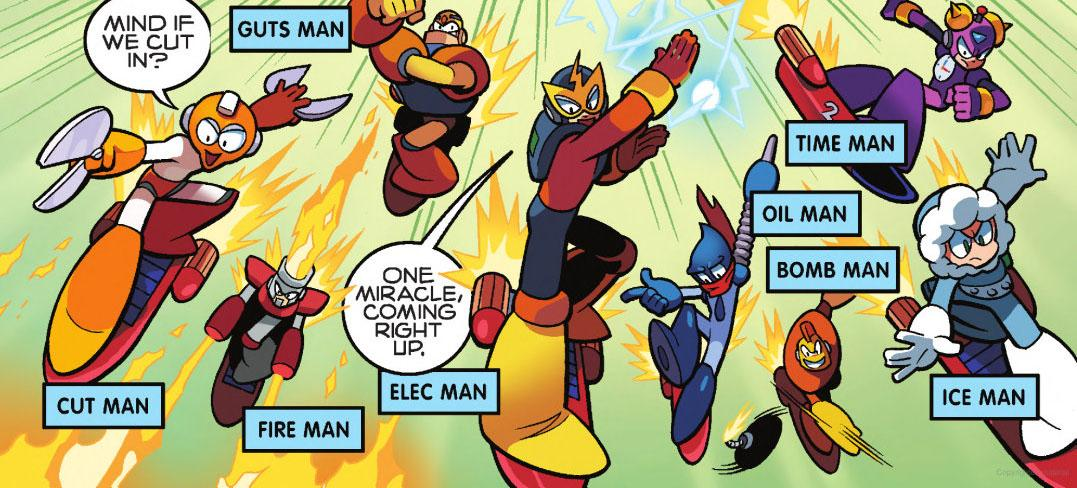 MIND IF
WE CUT
IN?
GUTS MAN
TIME MAN
2
OIL MAN
BOMB MAN
ONE
MIRACLE,
COMING
RIGHT
UP.
ELEC MAN
CUT MAN
FIRE MAN
ICE MAN